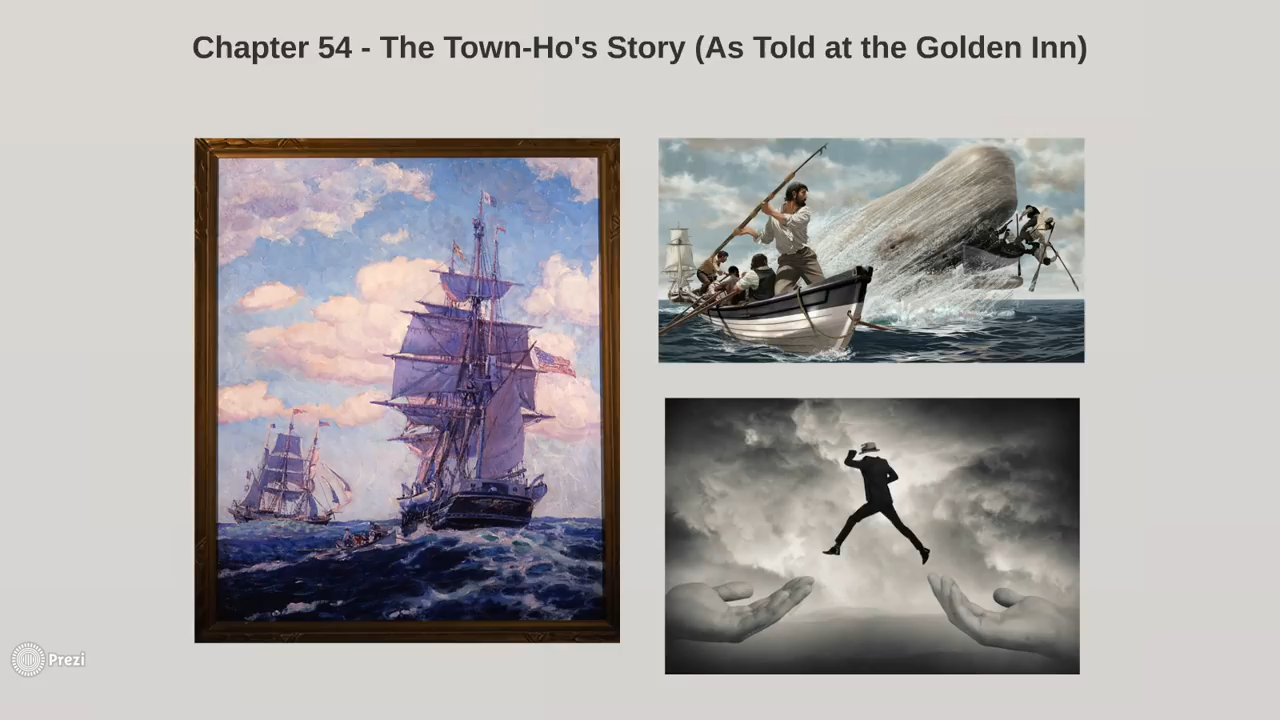 Chapter 54 - The Town-Ho's Story (As Told at the Golden Inn)
Prezi